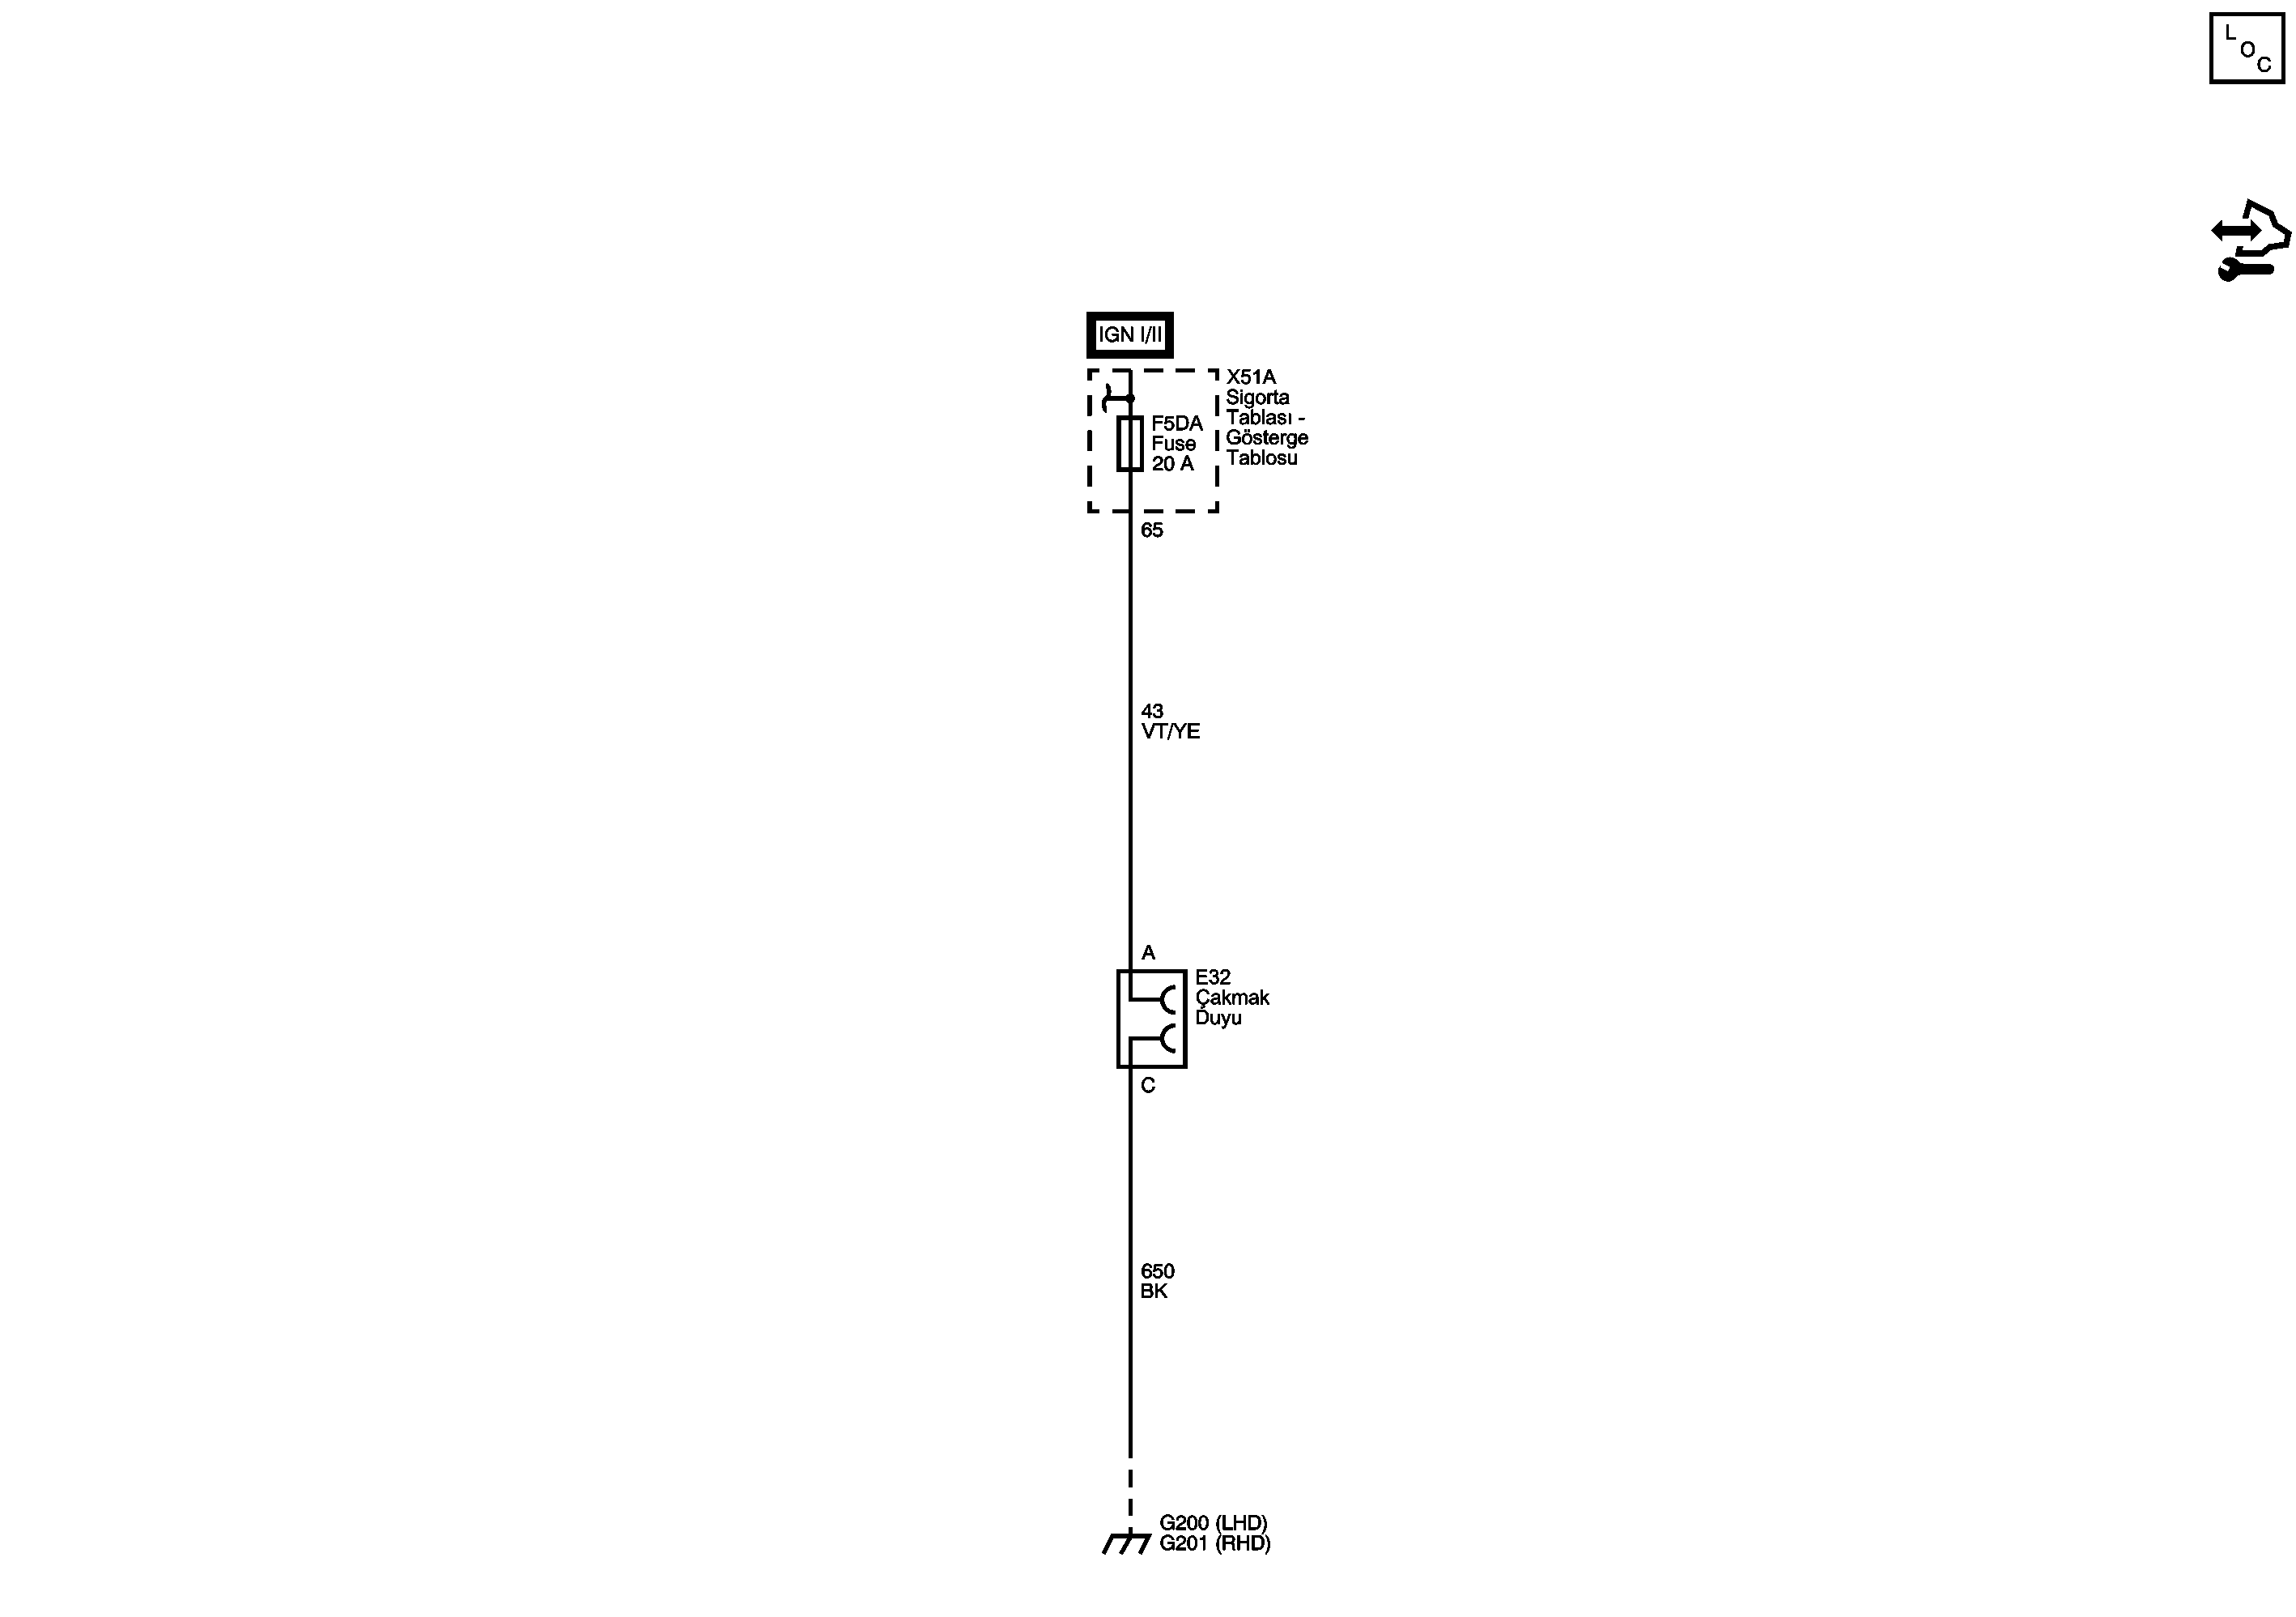 L
O
C
IGN I/II
X51A
Sigorta
Tablası -
Gösterge
Tablosu
F5DA
Fuse
20 A
65
43
VT/YE
A
E32
Çakmak
Duyu
C
650
BK
G200 (LHD)
G201 (RHD)